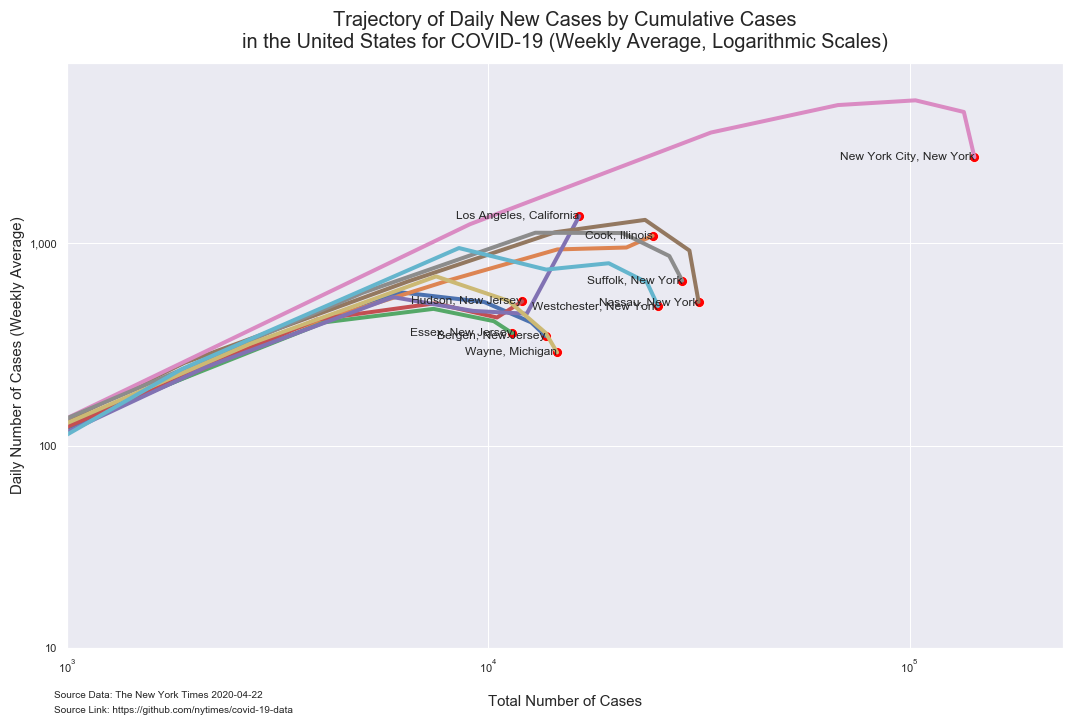 Trajectory of Daily New Cases by Cumulative Cases
in the United States for COVID-19 (Weekly Average, Logarithmic Scales)
Daily Number of Cases (Weekly Average)
1,000
100
10
New York City, New York
Los Angeles, California
Cook, Illinois
Suffolk, New York
Hudson, New Jersey
Nassau, New York
Westchester, New York
Essex, New Jersey
Bergen, New Jersey
Wayne, Michigan
10³
10⁴
10⁵
Total Number of Cases
Source Data: The New York Times 2020-04-22
Source Link: https://github.com/nytimes/covid-19-data